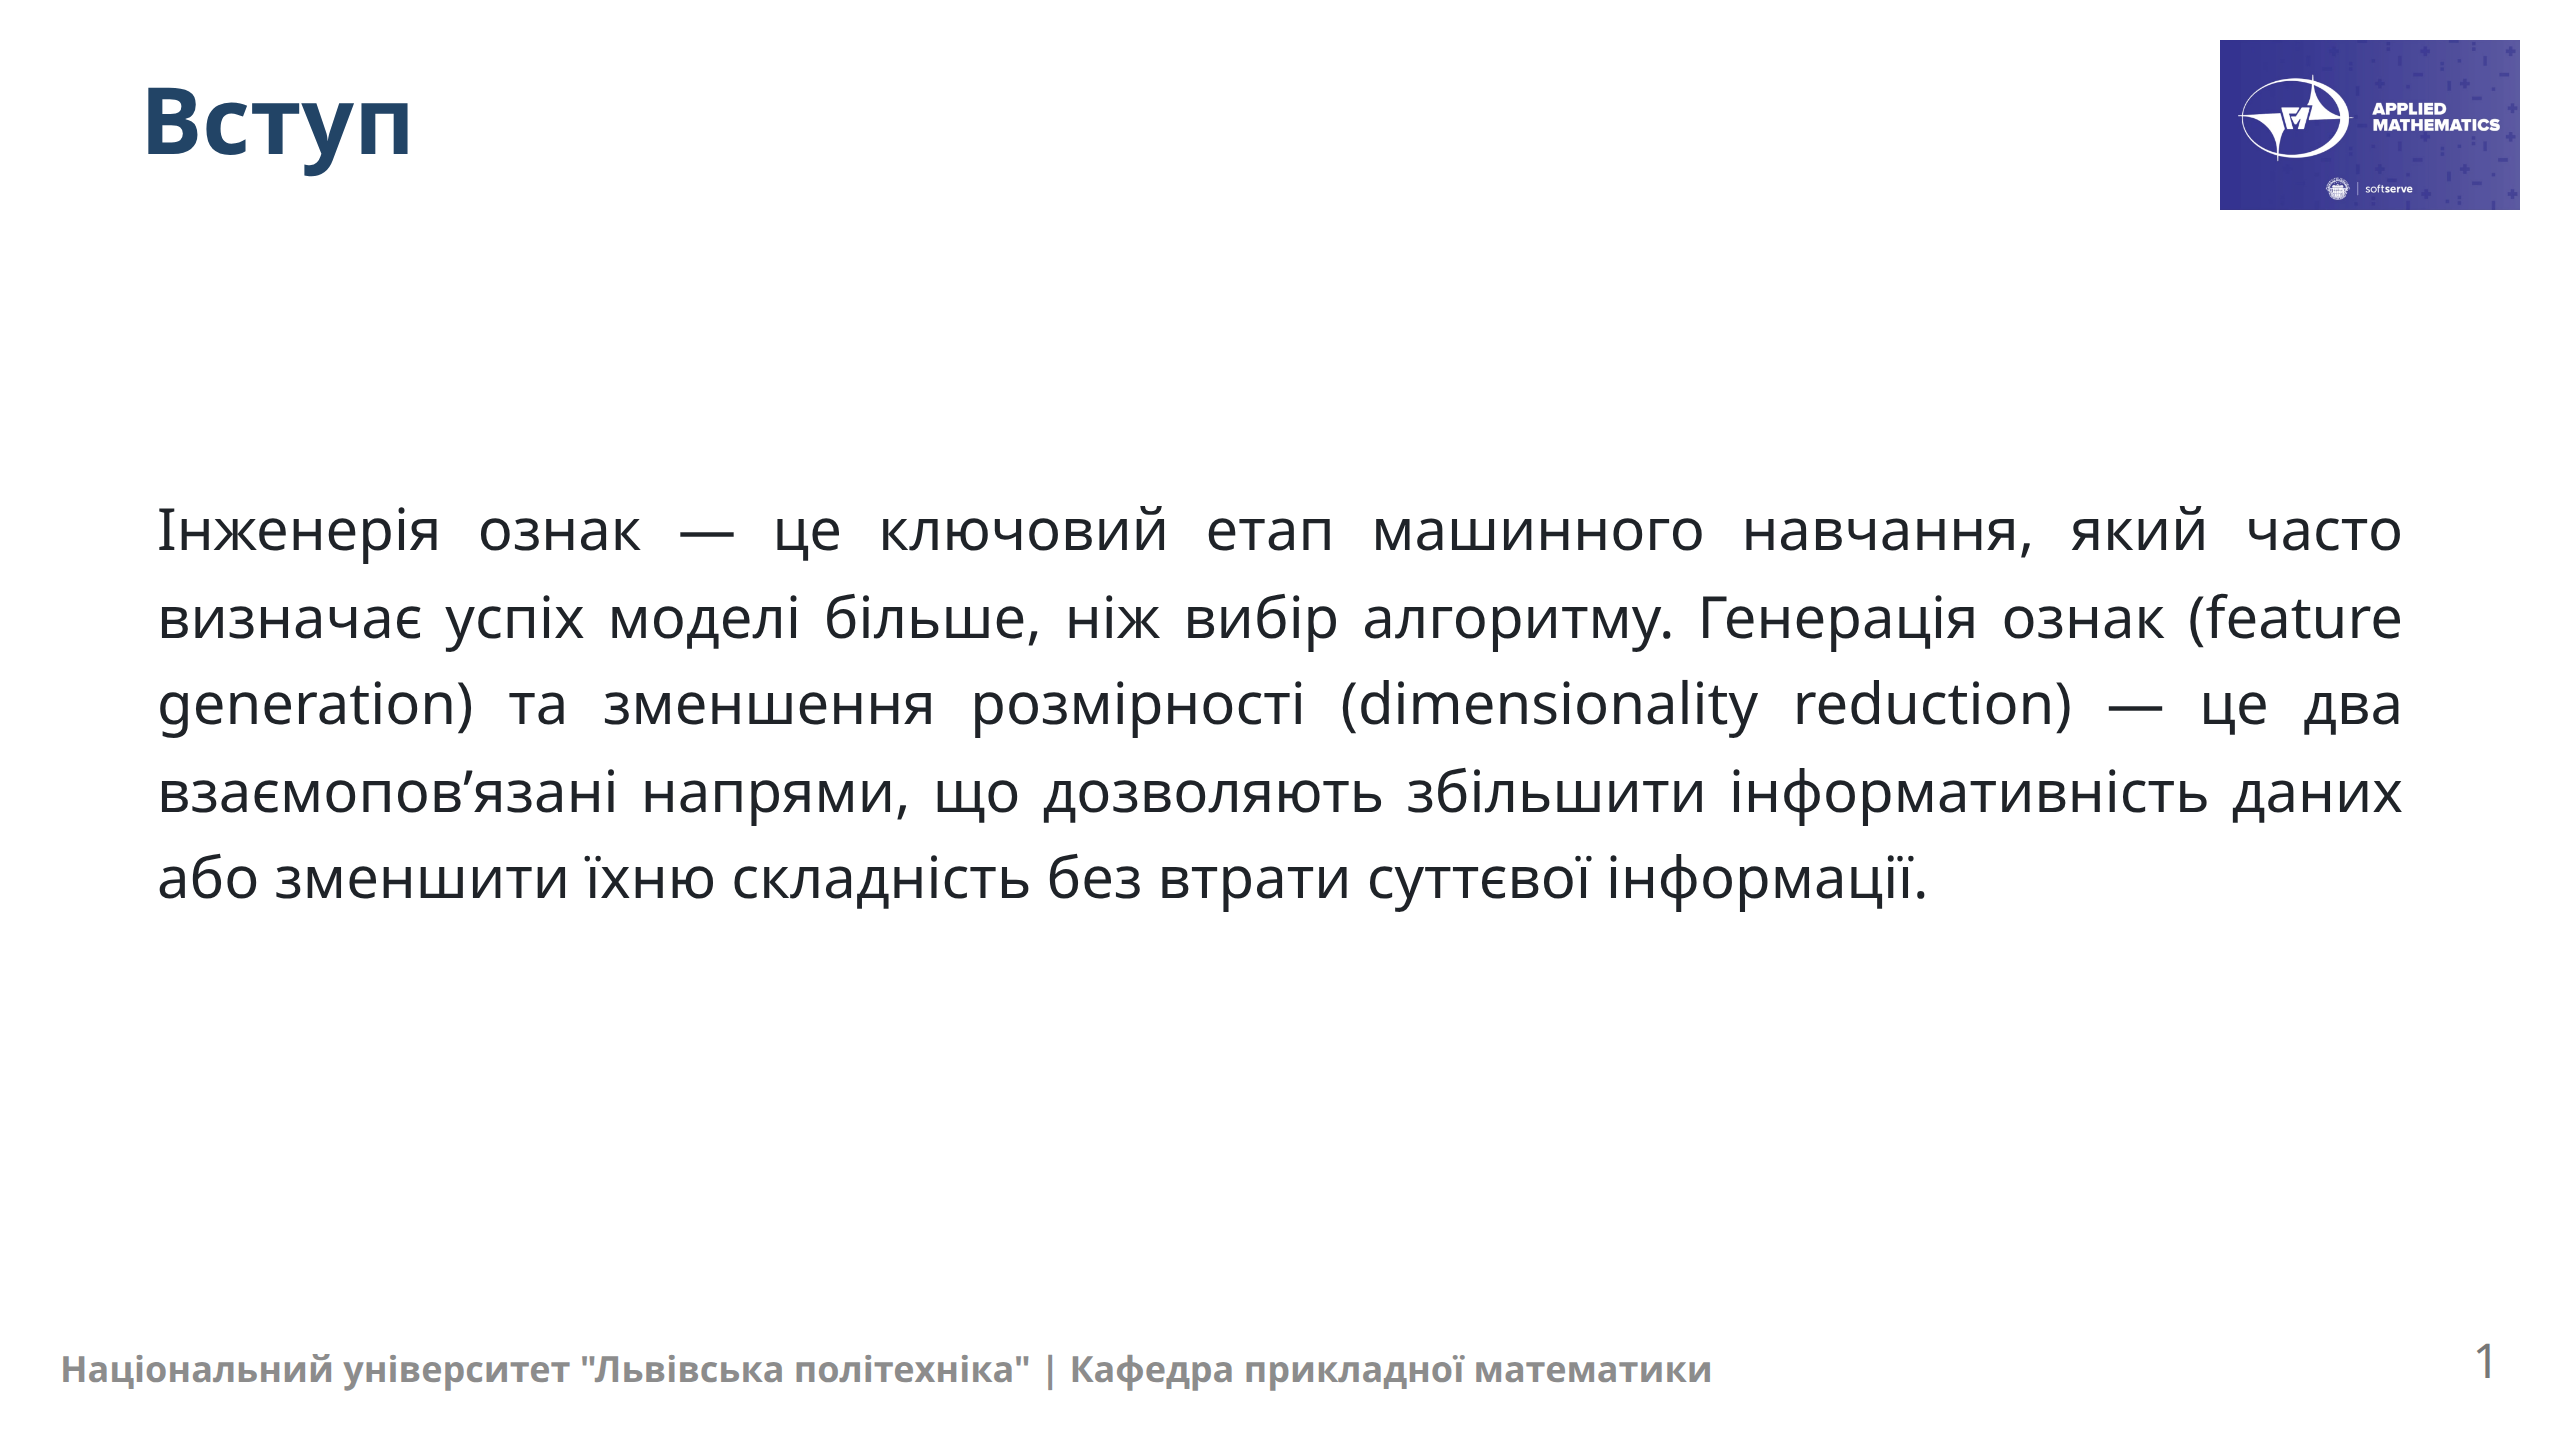 Вступ
APPLIED
MATHEMATICS
softserve
Інженерія ознак — це ключовий етап машинного навчання, який часто
визначає успіх моделі більше, ніж вибір алгоритму. Генерація ознак (feature
generation) та зменшення розмірності (dimensionality reduction) — це два
взаємопов’язані напрями, що дозволяють збільшити інформативність даних
або зменшити їхню складність без втрати суттєвої інформації.
Національний університет "Львівська політехніка" | Кафедра прикладної математики
1